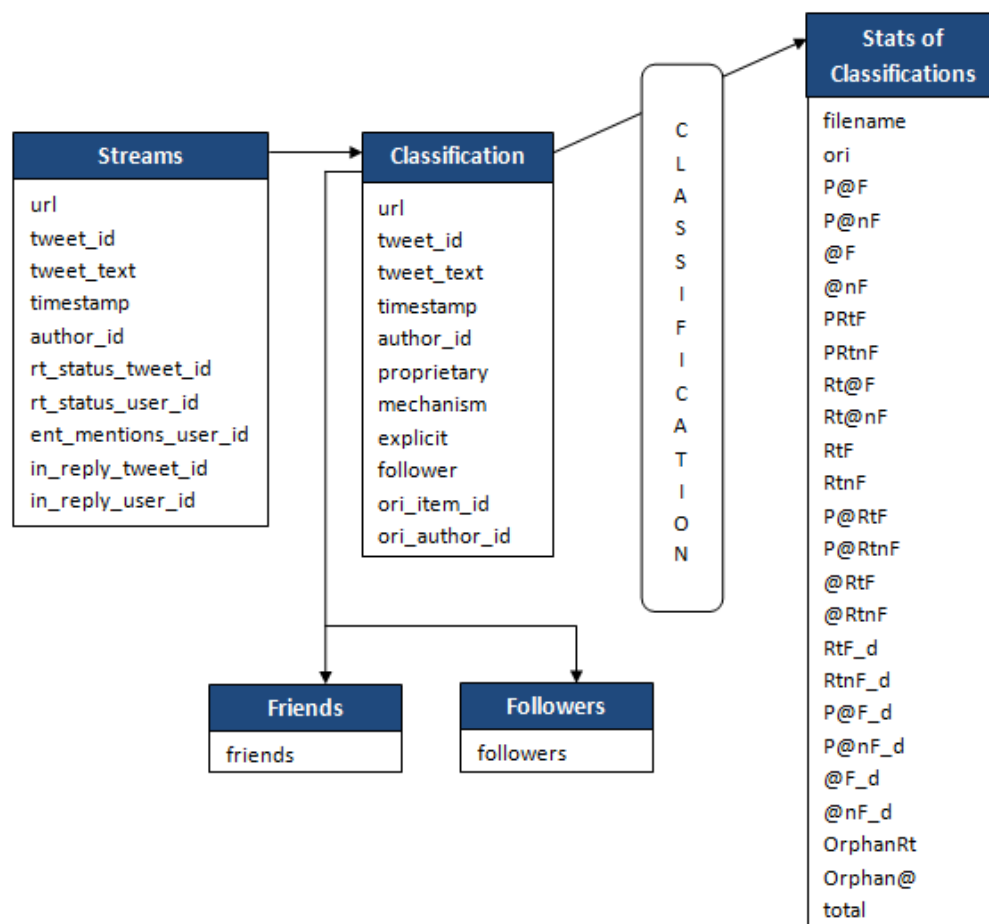 Streams
url
tweet_id
tweet_text
timestamp
author_id
rt_status_tweet_id
rt_status_user_id
ent_mentions_user_id
in_reply_tweet_id
in_reply_user_id
Classification
url
tweet_id
tweet_text
timestamp
author_id
proprietary
mechanism
explicit
follower
ori_item_id
ori_author_id
Friends
friends
Followers
followers
C
L
A
S
S
I
F
I
C
A
T
I
O
N
Stats of
Classifications
filename
ori
P@F
P@nF
@F
@nF
PRtF
PRtnF
Rt@F
Rt@nF
RtF
RtnF
P@RtF
P@RtnF
@RtF
@RtnF
RtF_d
RtnF_d
P@F_d
P@nF_d
@F_d
@nF_d
OrphanRt
Orphan@
total